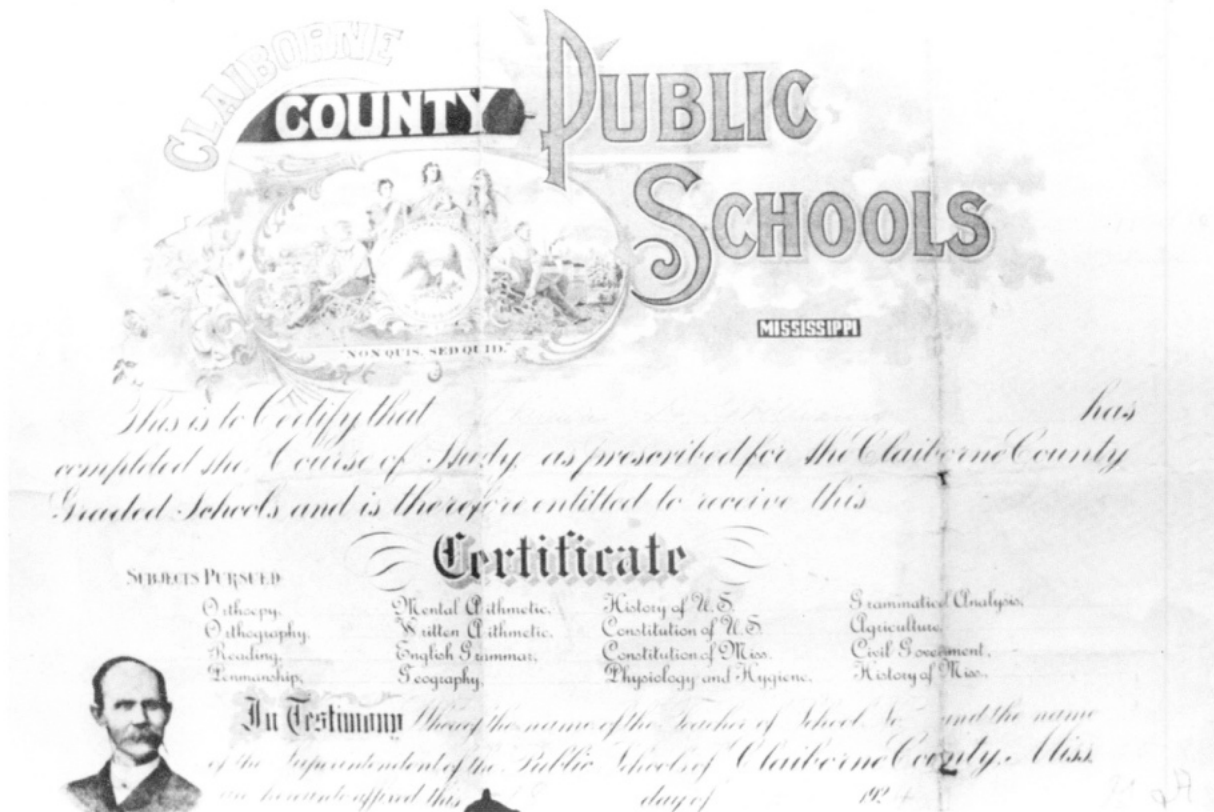 CLAIBORNE
COUNTY
PUBLIC
SCHOOLS
MISSISSIPPI
"NON QUIS, SED QUID."
This is to Certify that has
completed the Course of Study, as prescribed for the Claiborne County
Graded Schools and is therefore entitled to receive this
Certificate
SUBJECTS PURSUED
Orthoepy, Mental Arithmetic, History of U.S. Grammatical Analysis,
Orthography, Written Arithmetic, Constitution of U.S. Agriculture,
Reading, English Grammar, Constitution of Miss. Civil Government,
Penmanship, Geography, Physiology and Hygiene, History of Miss.
In Testimony Whereof the name of the Teacher of School No and the name
of the Superintendent of the Public Schools of Claiborne County, Miss.
are hereunto affixed this day of 192